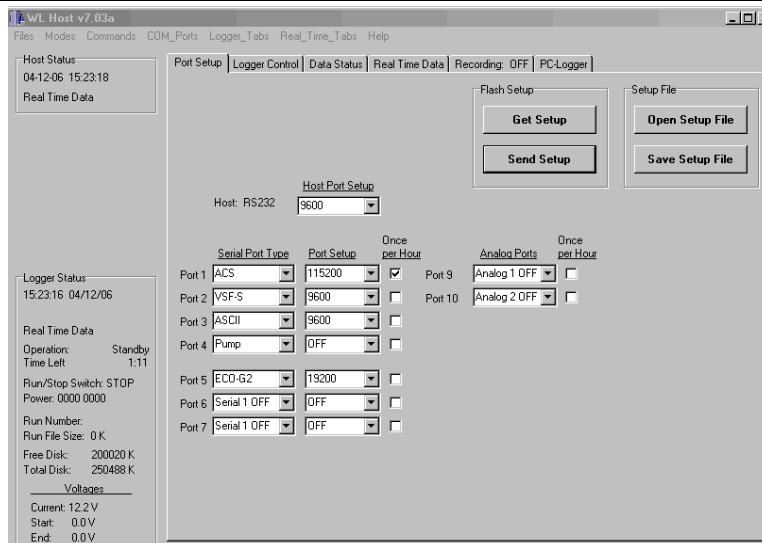 WL Host v7.03a
Files Modes Commands COM_Ports Logger_Tabs Real_Time_Tabs Help
Host Status
04-12-06 15:23:18
Real Time Data
Port Setup Logger Control Data Status Real Time Data Recording: OFF PC-Logger
Flash Setup
Get Setup
Send Setup
Setup File
Open Setup File
Save Setup File
Host Port Setup
Host: RS232 9600
Serial Port Type Port Setup Once per Hour
Port 1 ACS 115200
Port 2 VSF-S 9600
Port 3 ASCII 9600
Port 4 Pump OFF
Port 5 ECO-G2 19200
Port 6 Serial 1 OFF OFF
Port 7 Serial 1 OFF OFF
Analog Ports Once per Hour
Port 9 Analog 1 OFF
Port 10 Analog 2 OFF
Logger Status
15:23:16 04/12/06
Real Time Data
Operation: Standby
Time Left 1:11
Run/Stop Switch: STOP
Power: 0000 0000
Run Number:
Run File Size: 0 K
Free Disk: 200020 K
Total Disk: 250488 K
Voltages
Current: 12.2 V
Start: 0.0 V
End: 0.0 V